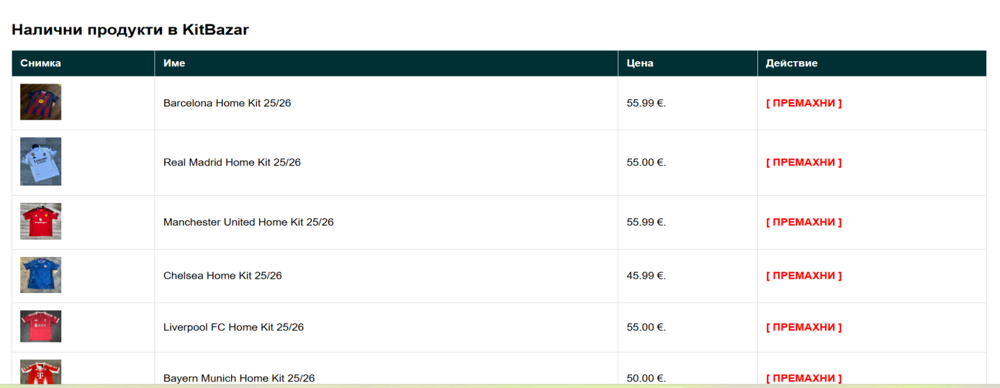 Налични продукти в KitBazar
Снимка Име Цена Действие
Barcelona Home Kit 25/26 55.99 €. [ ПРЕМАХНИ ]
Real Madrid Home Kit 25/26 55.00 €. [ ПРЕМАХНИ ]
Manchester United Home Kit 25/26 55.99 €. [ ПРЕМАХНИ ]
Chelsea Home Kit 25/26 45.99 €. [ ПРЕМАХНИ ]
Liverpool FC Home Kit 25/26 55.00 €. [ ПРЕМАХНИ ]
Bayern Munich Home Kit 25/26 50.00 €. [ ПРЕМАХНИ ]